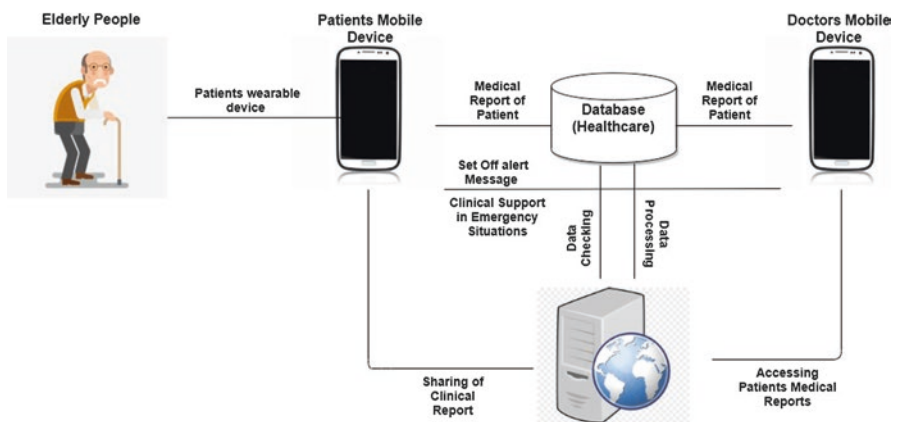 Elderly People
Patients Mobile
Device
Doctors Mobile
Device
Patients wearable
device
Medical
Report of
Patient
Database
(Healthcare)
Medical
Report of
Patient
Set Off alert
Message
Clinical Support
in Emergency
Situations
Data
Checking
Data
Processing
Sharing of
Clinical
Report
Accessing
Patients Medical
Reports